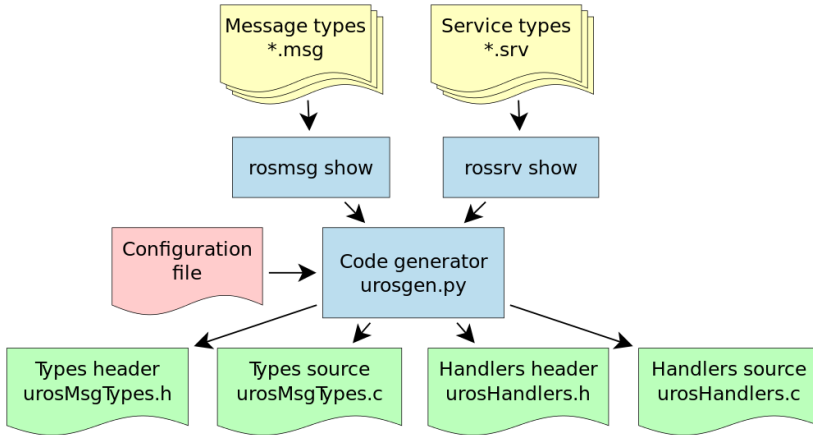 Message types
*.msg
Service types
*.srv
rosmsg show
rossrv show
Configuration
file
Code generator
urosgen.py
Types header
urosMsgTypes.h
Types source
urosMsgTypes.c
Handlers header
urosHandlers.h
Handlers source
urosHandlers.c